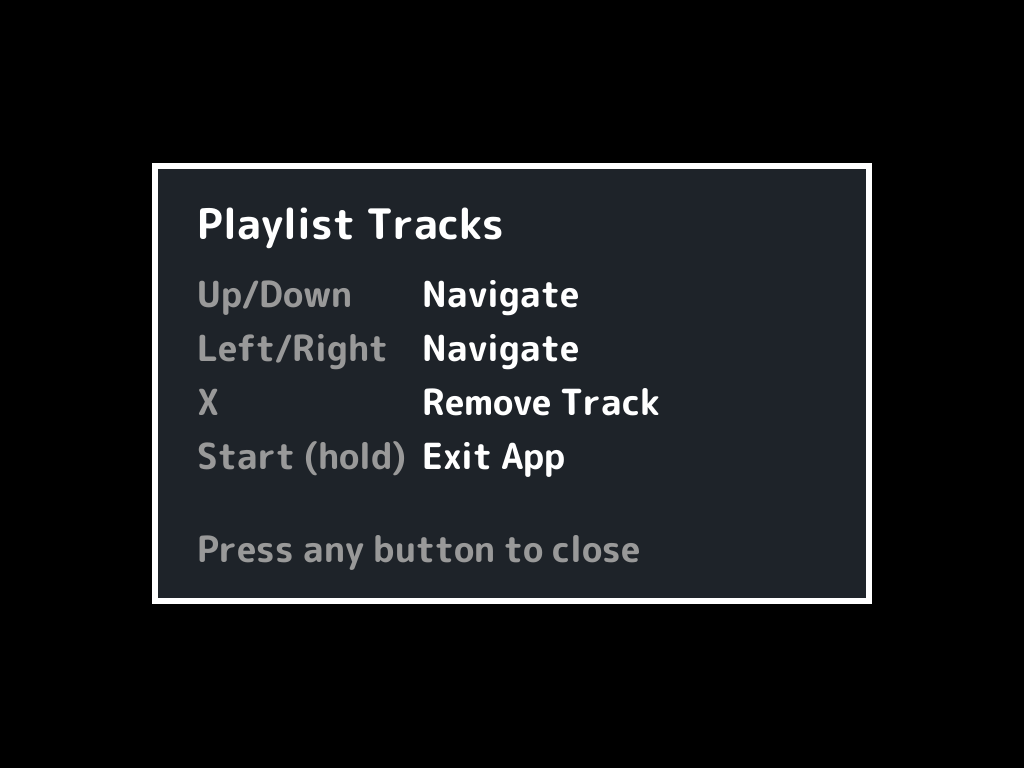 Playlist Tracks
Up/Down Navigate
Left/Right Navigate
X Remove Track
Start (hold) Exit App
Press any button to close